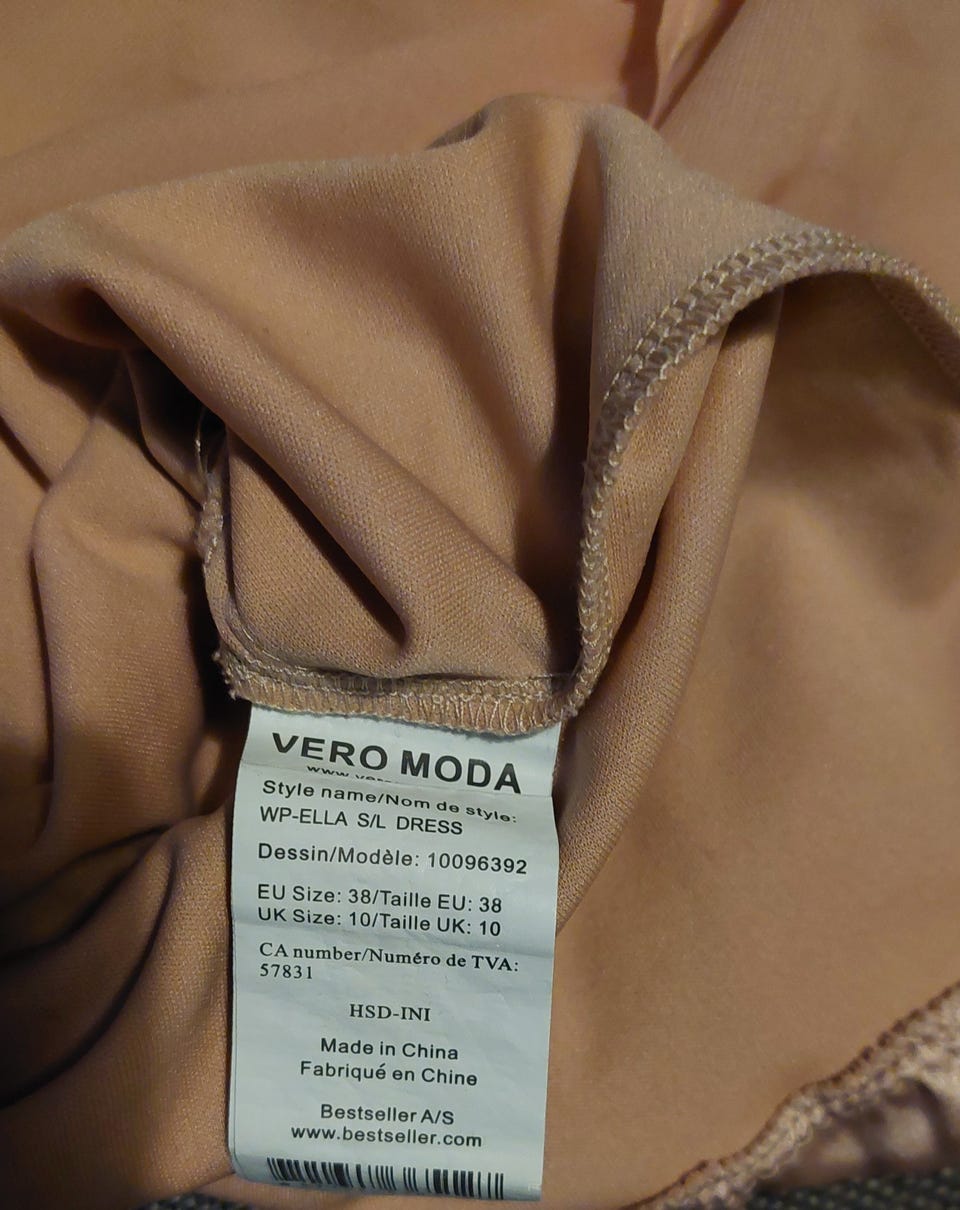 VERO MODA
Style name/Nom de style:
WP-ELLA S/L DRESS
Dessin/Modèle: 10096392
EU Size: 38/Taille EU: 38
UK Size: 10/Taille UK: 10
CA number/Numéro de TVA:
57831
HSD-INI
Made in China
Fabriqué en Chine
Bestseller A/S
www.bestseller.com